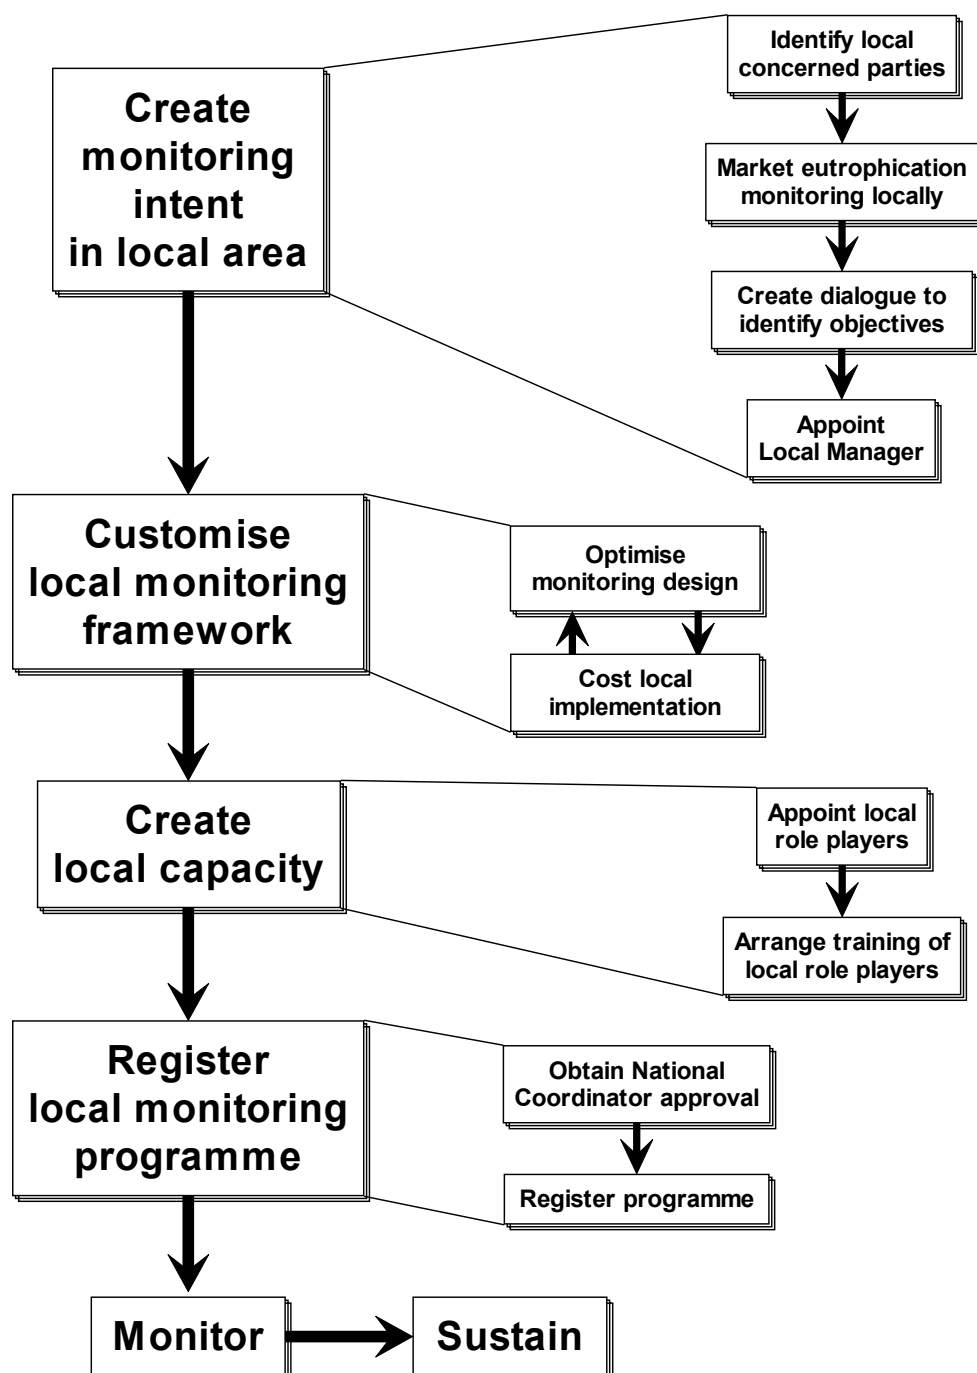 Create
monitoring
intent
in local area
Identify local
concerned parties
Market eutrophication
monitoring locally
Create dialogue to
identify objectives
Appoint
Local Manager
Customise
local monitoring
framework
Optimise
monitoring design
Cost local
implementation
Create
local capacity
Appoint local
role players
Arrange training of
local role players
Register
local monitoring
programme
Obtain National
Coordinator approval
Register programme
Monitor
Sustain